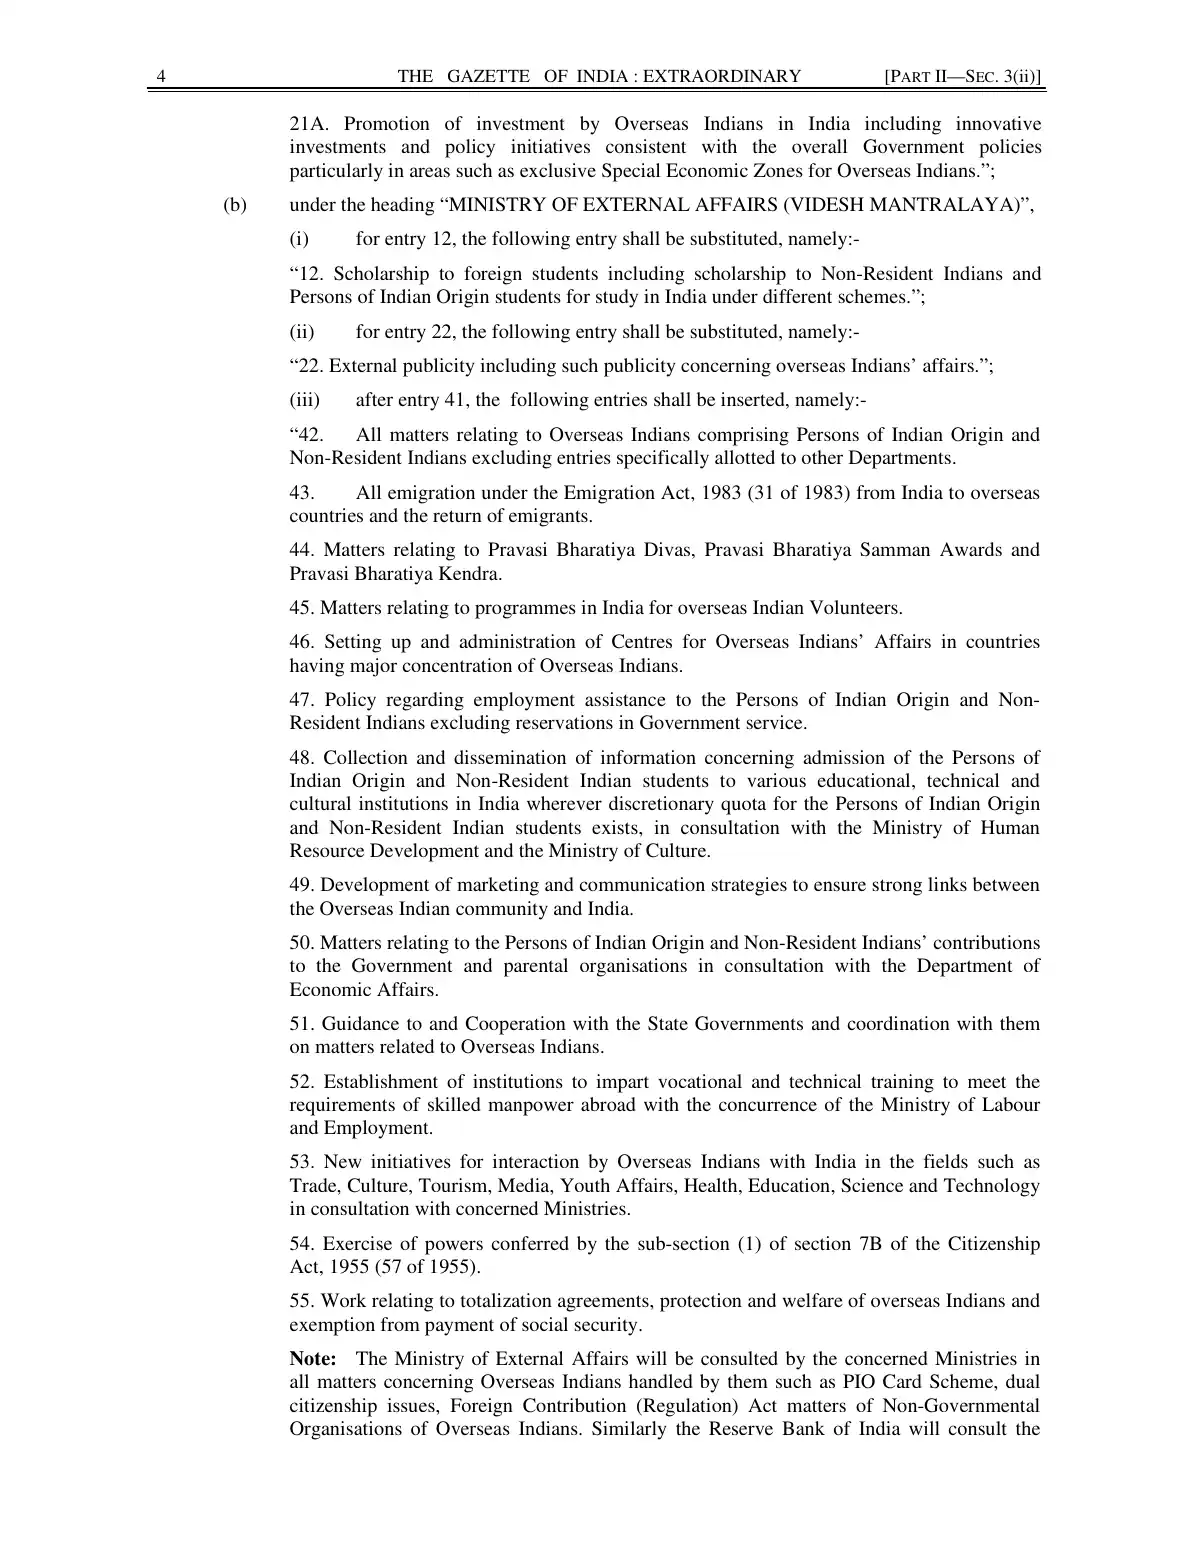 4 THE GAZETTE OF INDIA : EXTRAORDINARY [PART II—SEC. 3(ii)]
21A. Promotion of investment by Overseas Indians in India including innovative
investments and policy initiatives consistent with the overall Government policies
particularly in areas such as exclusive Special Economic Zones for Overseas Indians.”;
(b) under the heading “MINISTRY OF EXTERNAL AFFAIRS (VIDESH MANTRALAYA)”,
(i) for entry 12, the following entry shall be substituted, namely:-
“12. Scholarship to foreign students including scholarship to Non-Resident Indians and
Persons of Indian Origin students for study in India under different schemes.”;
(ii) for entry 22, the following entry shall be substituted, namely:-
“22. External publicity including such publicity concerning overseas Indians’ affairs.”;
(iii) after entry 41, the following entries shall be inserted, namely:-
“42. All matters relating to Overseas Indians comprising Persons of Indian Origin and
Non-Resident Indians excluding entries specifically allotted to other Departments.
43. All emigration under the Emigration Act, 1983 (31 of 1983) from India to overseas
countries and the return of emigrants.
44. Matters relating to Pravasi Bharatiya Divas, Pravasi Bharatiya Samman Awards and
Pravasi Bharatiya Kendra.
45. Matters relating to programmes in India for overseas Indian Volunteers.
46. Setting up and administration of Centres for Overseas Indians’ Affairs in countries
having major concentration of Overseas Indians.
47. Policy regarding employment assistance to the Persons of Indian Origin and Non-
Resident Indians excluding reservations in Government service.
48. Collection and dissemination of information concerning admission of the Persons of
Indian Origin and Non-Resident Indian students to various educational, technical and
cultural institutions in India wherever discretionary quota for the Persons of Indian Origin
and Non-Resident Indian students exists, in consultation with the Ministry of Human
Resource Development and the Ministry of Culture.
49. Development of marketing and communication strategies to ensure strong links between
the Overseas Indian community and India.
50. Matters relating to the Persons of Indian Origin and Non-Resident Indians’ contributions
to the Government and parental organisations in consultation with the Department of
Economic Affairs.
51. Guidance to and Cooperation with the State Governments and coordination with them
on matters related to Overseas Indians.
52. Establishment of institutions to impart vocational and technical training to meet the
requirements of skilled manpower abroad with the concurrence of the Ministry of Labour
and Employment.
53. New initiatives for interaction by Overseas Indians with India in the fields such as
Trade, Culture, Tourism, Media, Youth Affairs, Health, Education, Science and Technology
in consultation with concerned Ministries.
54. Exercise of powers conferred by the sub-section (1) of section 7B of the Citizenship
Act, 1955 (57 of 1955).
55. Work relating to totalization agreements, protection and welfare of overseas Indians and
exemption from payment of social security.
Note: The Ministry of External Affairs will be consulted by the concerned Ministries in
all matters concerning Overseas Indians handled by them such as PIO Card Scheme, dual
citizenship issues, Foreign Contribution (Regulation) Act matters of Non-Governmental
Organisations of Overseas Indians. Similarly the Reserve Bank of India will consult the